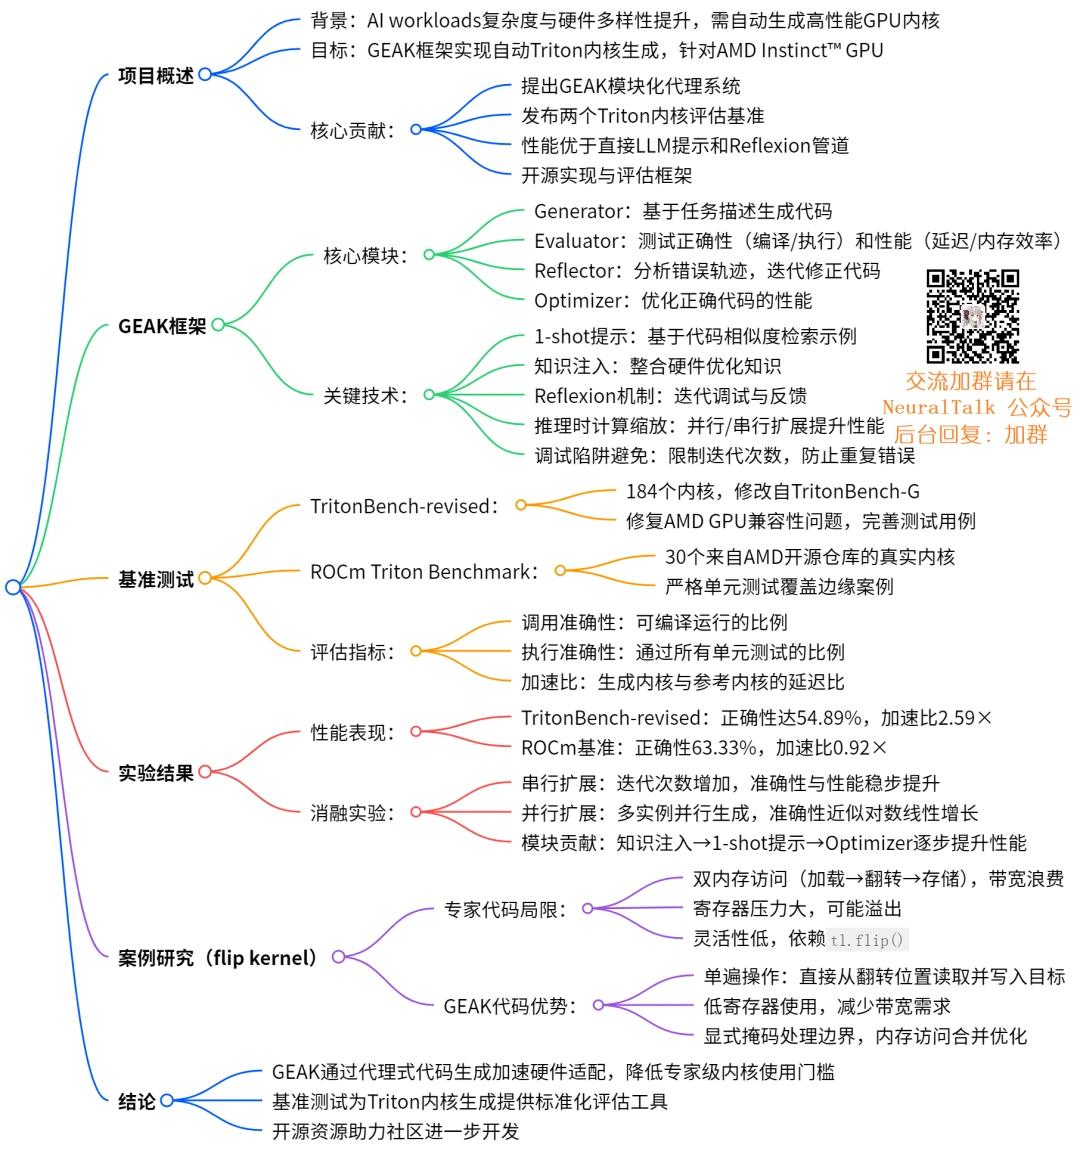 项目概述
背景：AI workloads复杂度与硬件多样性提升，需自动生成高性能GPU内核
目标：GEAK框架实现自动Triton内核生成，针对AMD Instinct™ GPU
核心贡献：
提出GEAK模块化代理系统
发布两个Triton内核评估基准
性能优于直接LLM提示和Reflexion管道
开源实现与评估框架
GEAK框架
核心模块：
Generator：基于任务描述生成代码
Evaluator：测试正确性（编译/执行）和性能（延迟/内存效率）
Reflector：分析错误轨迹，迭代修正代码
Optimizer：优化正确代码的性能
关键技术：
1-shot提示：基于代码相似度检索示例
知识注入：整合硬件优化知识
Reflexion机制：迭代调试与反馈
推理时计算缩放：并行/串行扩展提升性能
调试陷阱避免：限制迭代次数，防止重复错误
交流加群请在
NeuralTalk 公众号
后台回复：加群
基准测试
TritonBench-revised：
184个内核，修改自TritonBench-G
修复AMD GPU兼容性问题，完善测试用例
ROCm Triton Benchmark：
30个来自AMD开源仓库的真实内核
严格单元测试覆盖边缘案例
评估指标：
调用准确性：可编译运行的比例
执行准确性：通过所有单元测试的比例
加速比：生成内核与参考内核的延迟比
实验结果
性能表现：
TritonBench-revised：正确性达54.89%，加速比2.59×
ROCm基准：正确性63.33%，加速比0.92×
消融实验：
串行扩展：迭代次数增加，准确性与性能稳步提升
并行扩展：多实例并行生成，准确性近似对数线性增长
模块贡献：知识注入→1-shot提示→Optimizer逐步提升性能
案例研究（flip kernel）
专家代码局限：
双内存访问（加载→翻转→存储），带宽浪费
寄存器压力大，可能溢出
灵活性低，依赖 tl.flip()
GEAK代码优势：
单遍操作：直接从翻转位置读取并写入目标
低寄存器使用，减少带宽需求
显式掩码处理边界，内存访问合并优化
结论
GEAK通过代理式代码生成加速硬件适配，降低专家级内核使用门槛
基准测试为Triton内核生成提供标准化评估工具
开源资源助力社区进一步开发